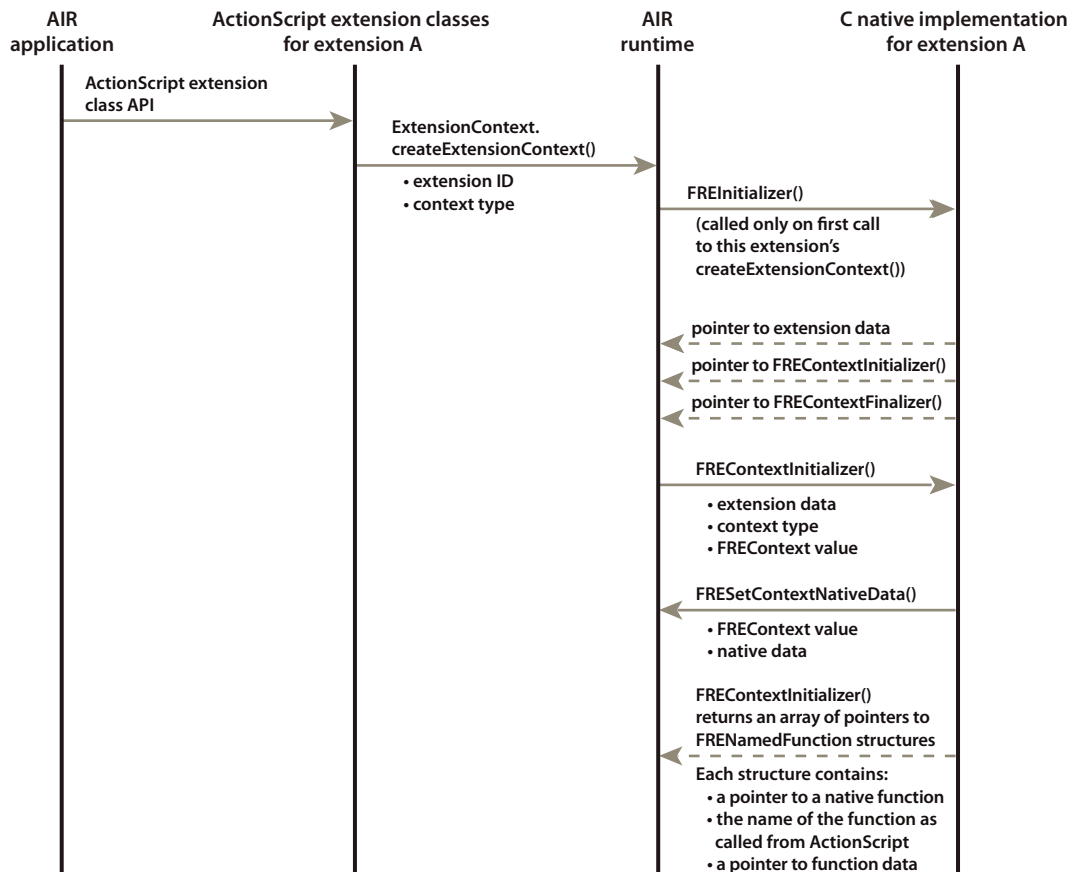 AIR
application
ActionScript extension classes
for extension A
AIR
runtime
C native implementation
for extension A
ActionScript extension
class API
ExtensionContext.
createExtensionContext()
• extension ID
• context type
FREInitializer()
(called only on first call
to this extension’s
createExtensionContext())
pointer to extension data
pointer to FREContextInitializer()
pointer to FREContextFinalizer()
FREContextInitializer()
• extension data
• context type
• FREContext value
FRESetContextNativeData()
• FREContext value
• native data
FREContextInitializer()
returns an array of pointers to
FRENamedFunction structures
Each structure contains:
• a pointer to a native function
• the name of the function as
called from ActionScript
• a pointer to function data